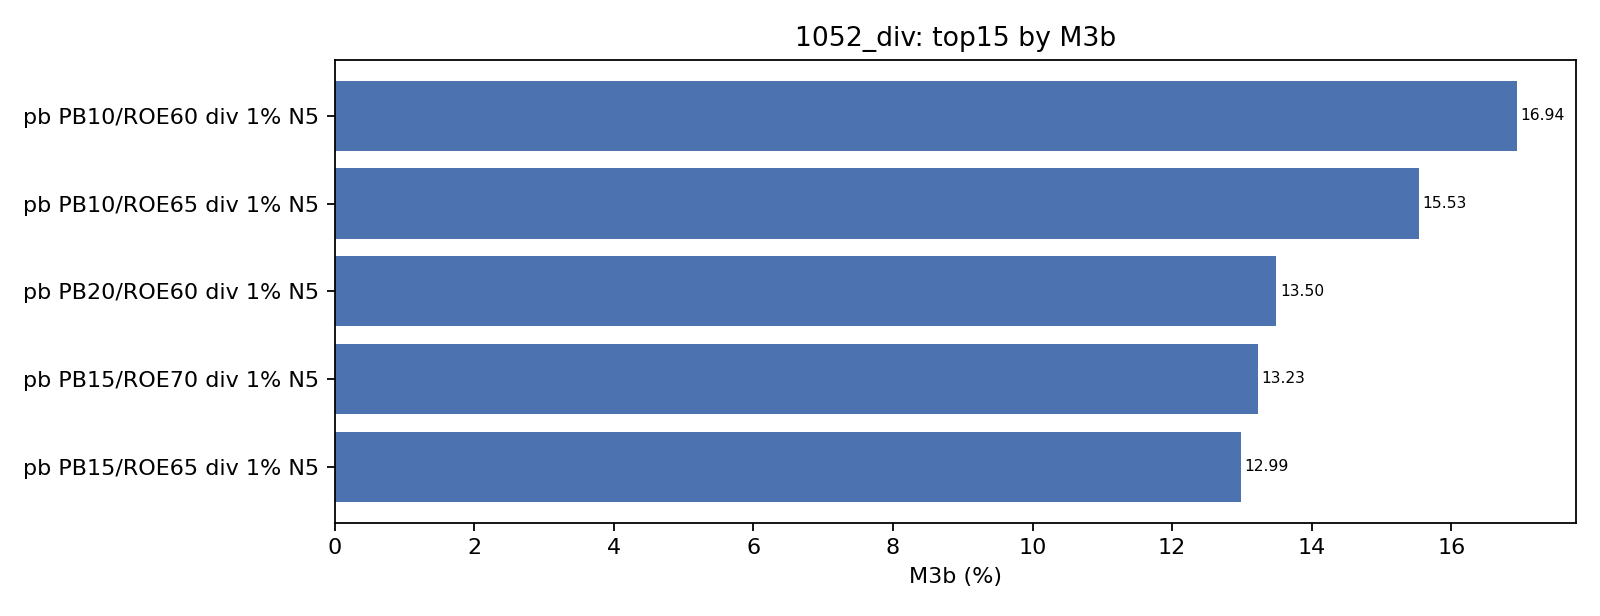 1052_div: top15 by M3b
pb PB10/ROE60 div 1% N5
16.94
pb PB10/ROE65 div 1% N5
15.53
pb PB20/ROE60 div 1% N5
13.50
pb PB15/ROE70 div 1% N5
13.23
pb PB15/ROE65 div 1% N5
12.99
0 2 4 6 8 10 12 14 16
M3b (%)